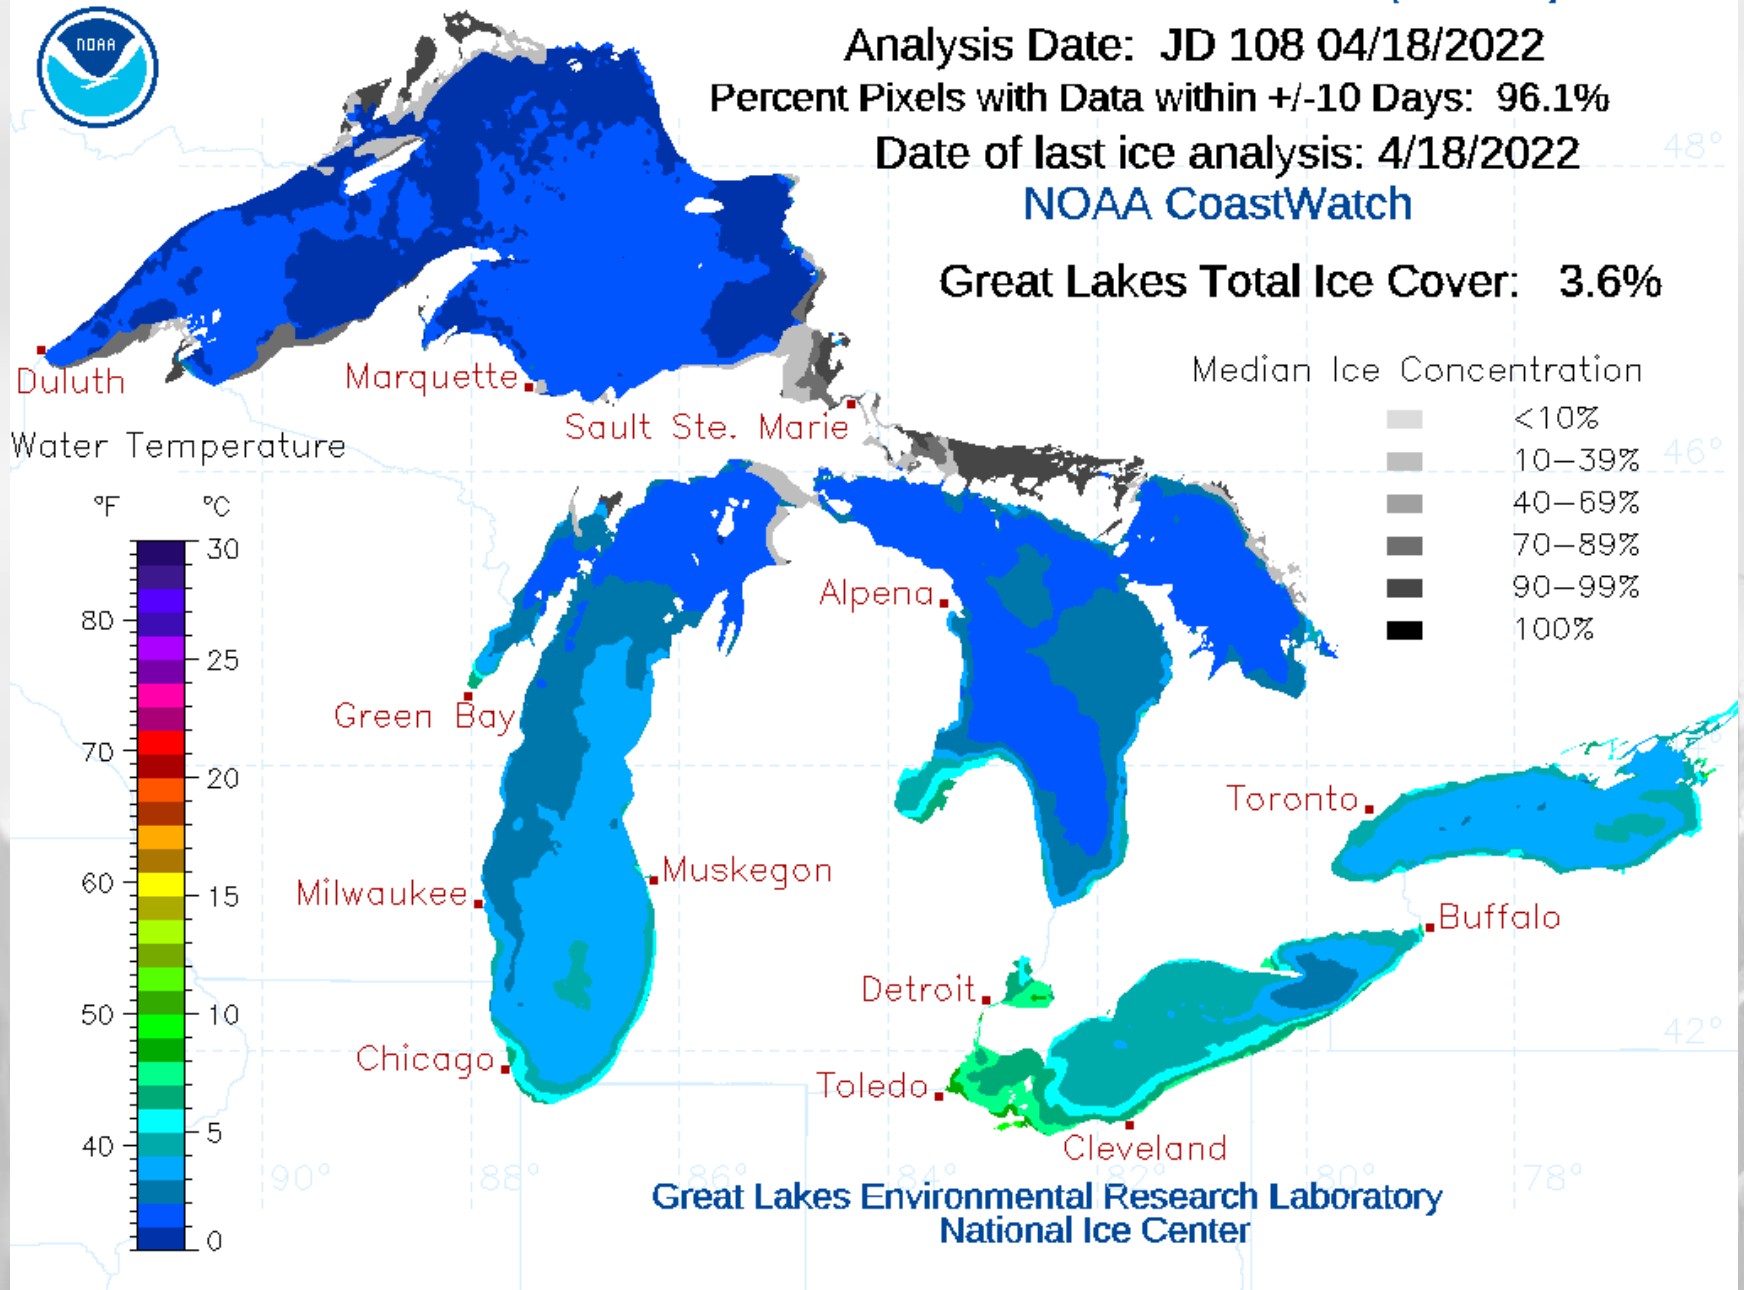 NOAA
Analysis Date: JD 108 04/18/2022
Percent Pixels with Data within +/-10 Days: 96.1%
Date of last ice analysis: 4/18/2022
48°
NOAA CoastWatch
Great Lakes Total Ice Cover: 3.6%
Median Ice Concentration
<10%
10–39%
46°
40–69%
70–89%
90–99%
100%
Duluth
Marquette
Sault Ste. Marie
Water Temperature
°F
°C
30
80
25
70
20
60
15
50
10
40
5
0
Alpena
Green Bay
Toronto
Muskegon
Milwaukee
Buffalo
Detroit
42°
Chicago
Toledo
Cleveland
90°
88°
86°
84°
82°
80°
78°
Great Lakes Environmental Research Laboratory
National Ice Center